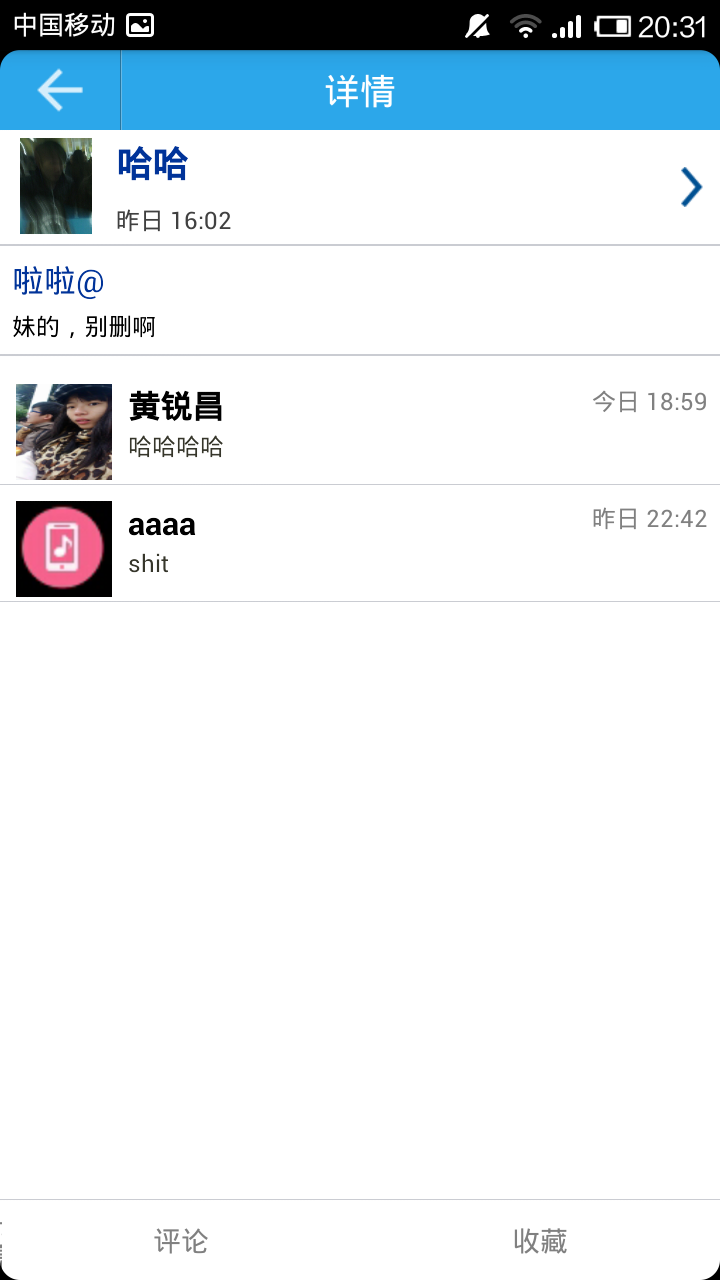 中国移动 20:31
详情
哈哈
昨日 16:02
啦啦@
妹的，别删啊
黄锐昌 今日 18:59
哈哈哈哈
aaaa 昨日 22:42
shit
评论 收藏